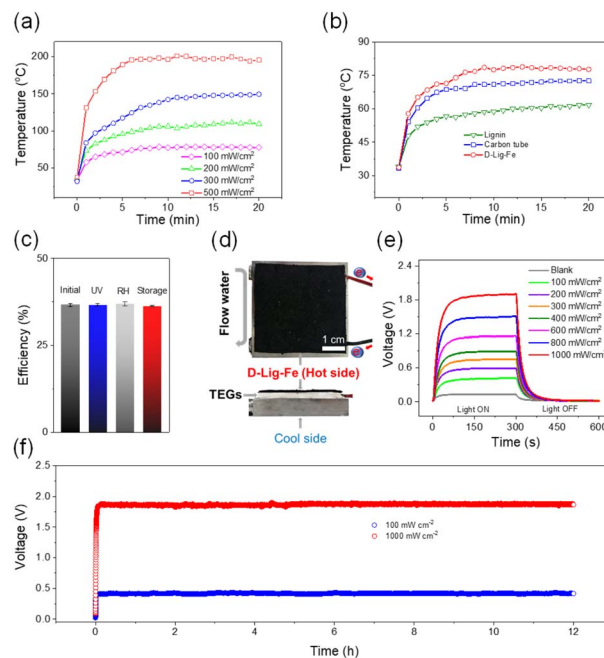 (a)
Temperature (°C)
200
150
100
50
0
100 mW/cm²
200 mW/cm²
300 mW/cm²
500 mW/cm²
0 5 10 15 20
Time (min)
(b)
Temperature (°C)
90
75
60
45
30
Lignin
Carbon tube
D-Lig-Fe
0 5 10 15 20
Time (min)
(c)
Efficiency (%)
50
25
0
Initial UV RH Storage
(d)
Flow water
e
1 cm
e
D-Lig-Fe (Hot side)
TEGs
Cool side
(e)
Voltage (V)
2.4
1.8
1.2
0.6
0.0
Blank
100 mW/cm²
200 mW/cm²
300 mW/cm²
400 mW/cm²
600 mW/cm²
800 mW/cm²
1000 mW/cm²
Light ON Light OFF
0 150 300 450 600
Time (s)
(f)
Voltage (V)
2.5
2.0
1.5
1.0
0.5
0.0
100 mW cm⁻²
1000 mW cm⁻²
0 2 4 6 8 10 12
Time (h)